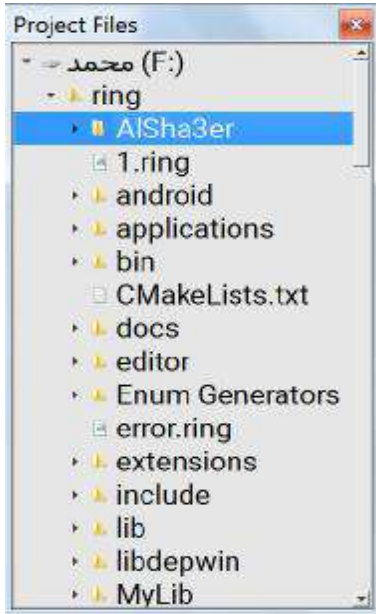 Project Files
محمد (F:)
ring
AlSha3er
1.ring
android
applications
bin
CMakeLists.txt
docs
editor
Enum Generators
error.ring
extensions
include
lib
libdepwin
MyLib